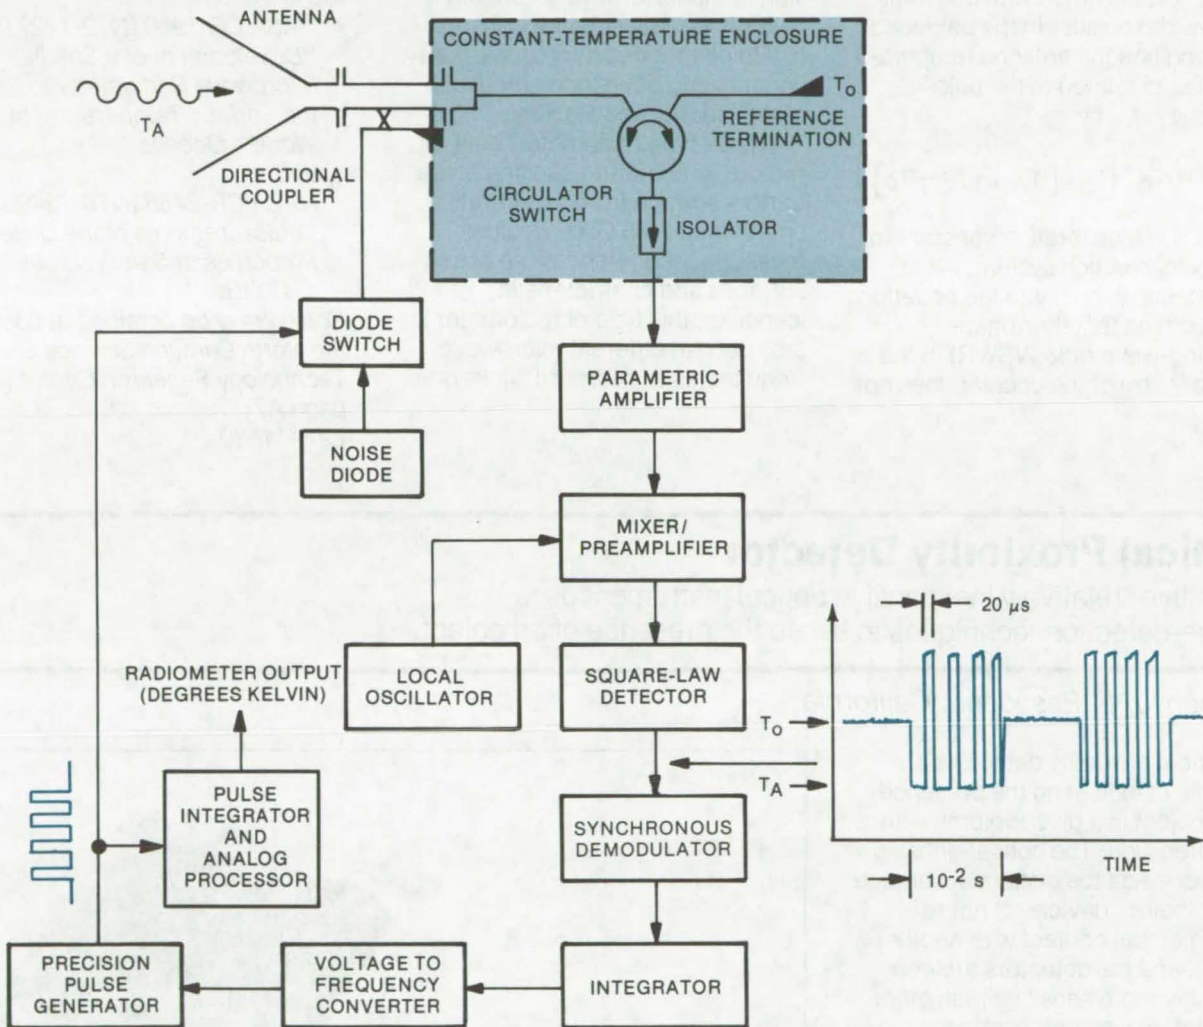 ANTENNA
CONSTANT-TEMPERATURE ENCLOSURE
T₀
REFERENCE
TERMINATION
T_A
DIRECTIONAL
COUPLER
CIRCULATOR
SWITCH
ISOLATOR
DIODE
SWITCH
PARAMETRIC
AMPLIFIER
NOISE
DIODE
MIXER/
PREAMPLIFIER
20 μs
RADIOMETER OUTPUT
(DEGREES KELVIN)
LOCAL
OSCILLATOR
SQUARE-LAW
DETECTOR
T₀
T_A
PULSE
INTEGRATOR
AND
ANALOG
PROCESSOR
SYNCHRONOUS
DEMODULATOR
TIME
10⁻² s
PRECISION
PULSE
GENERATOR
VOLTAGE TO
FREQUENCY
CONVERTER
INTEGRATOR